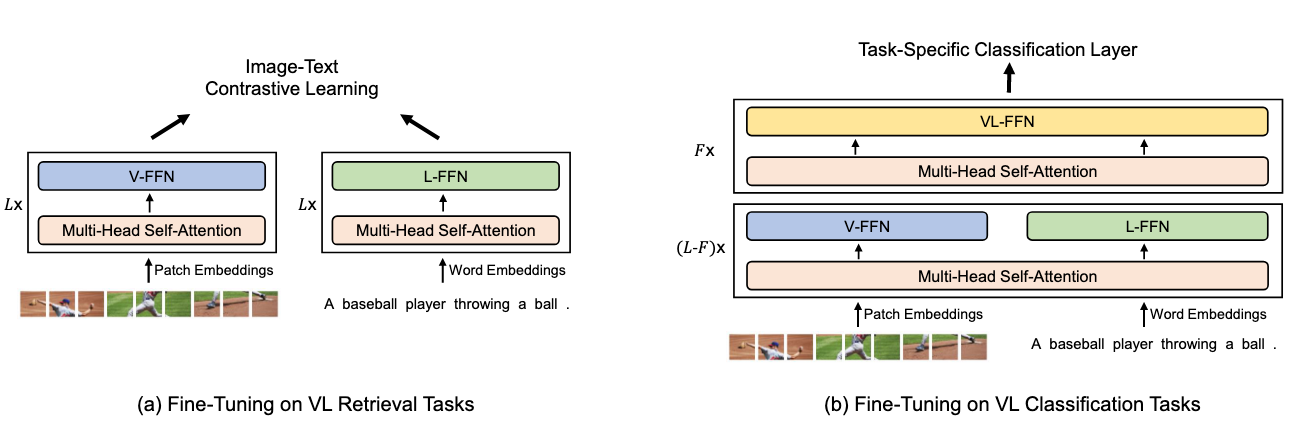 Image-Text
Contrastive Learning
V-FFN
L-FFN
Lx
Lx
Multi-Head Self-Attention
Multi-Head Self-Attention
Patch Embeddings
Word Embeddings
A baseball player throwing a ball .
(a) Fine-Tuning on VL Retrieval Tasks
Task-Specific Classification Layer
VL-FFN
Fx
Multi-Head Self-Attention
V-FFN
L-FFN
(L-F)x
Multi-Head Self-Attention
Patch Embeddings
Word Embeddings
A baseball player throwing a ball .
(b) Fine-Tuning on VL Classification Tasks